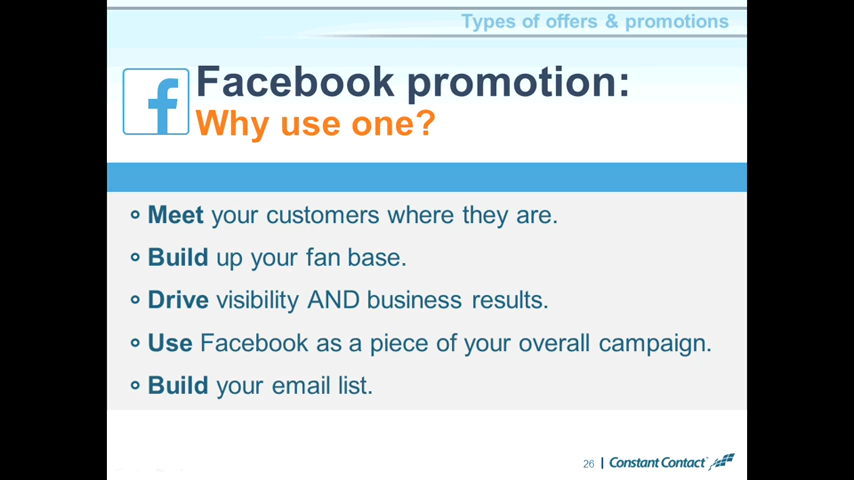 Types of offers & promotions
Facebook promotion:
Why use one?
Meet your customers where they are.
Build up your fan base.
Drive visibility AND business results.
Use Facebook as a piece of your overall campaign.
Build your email list.
26 | Constant Contact